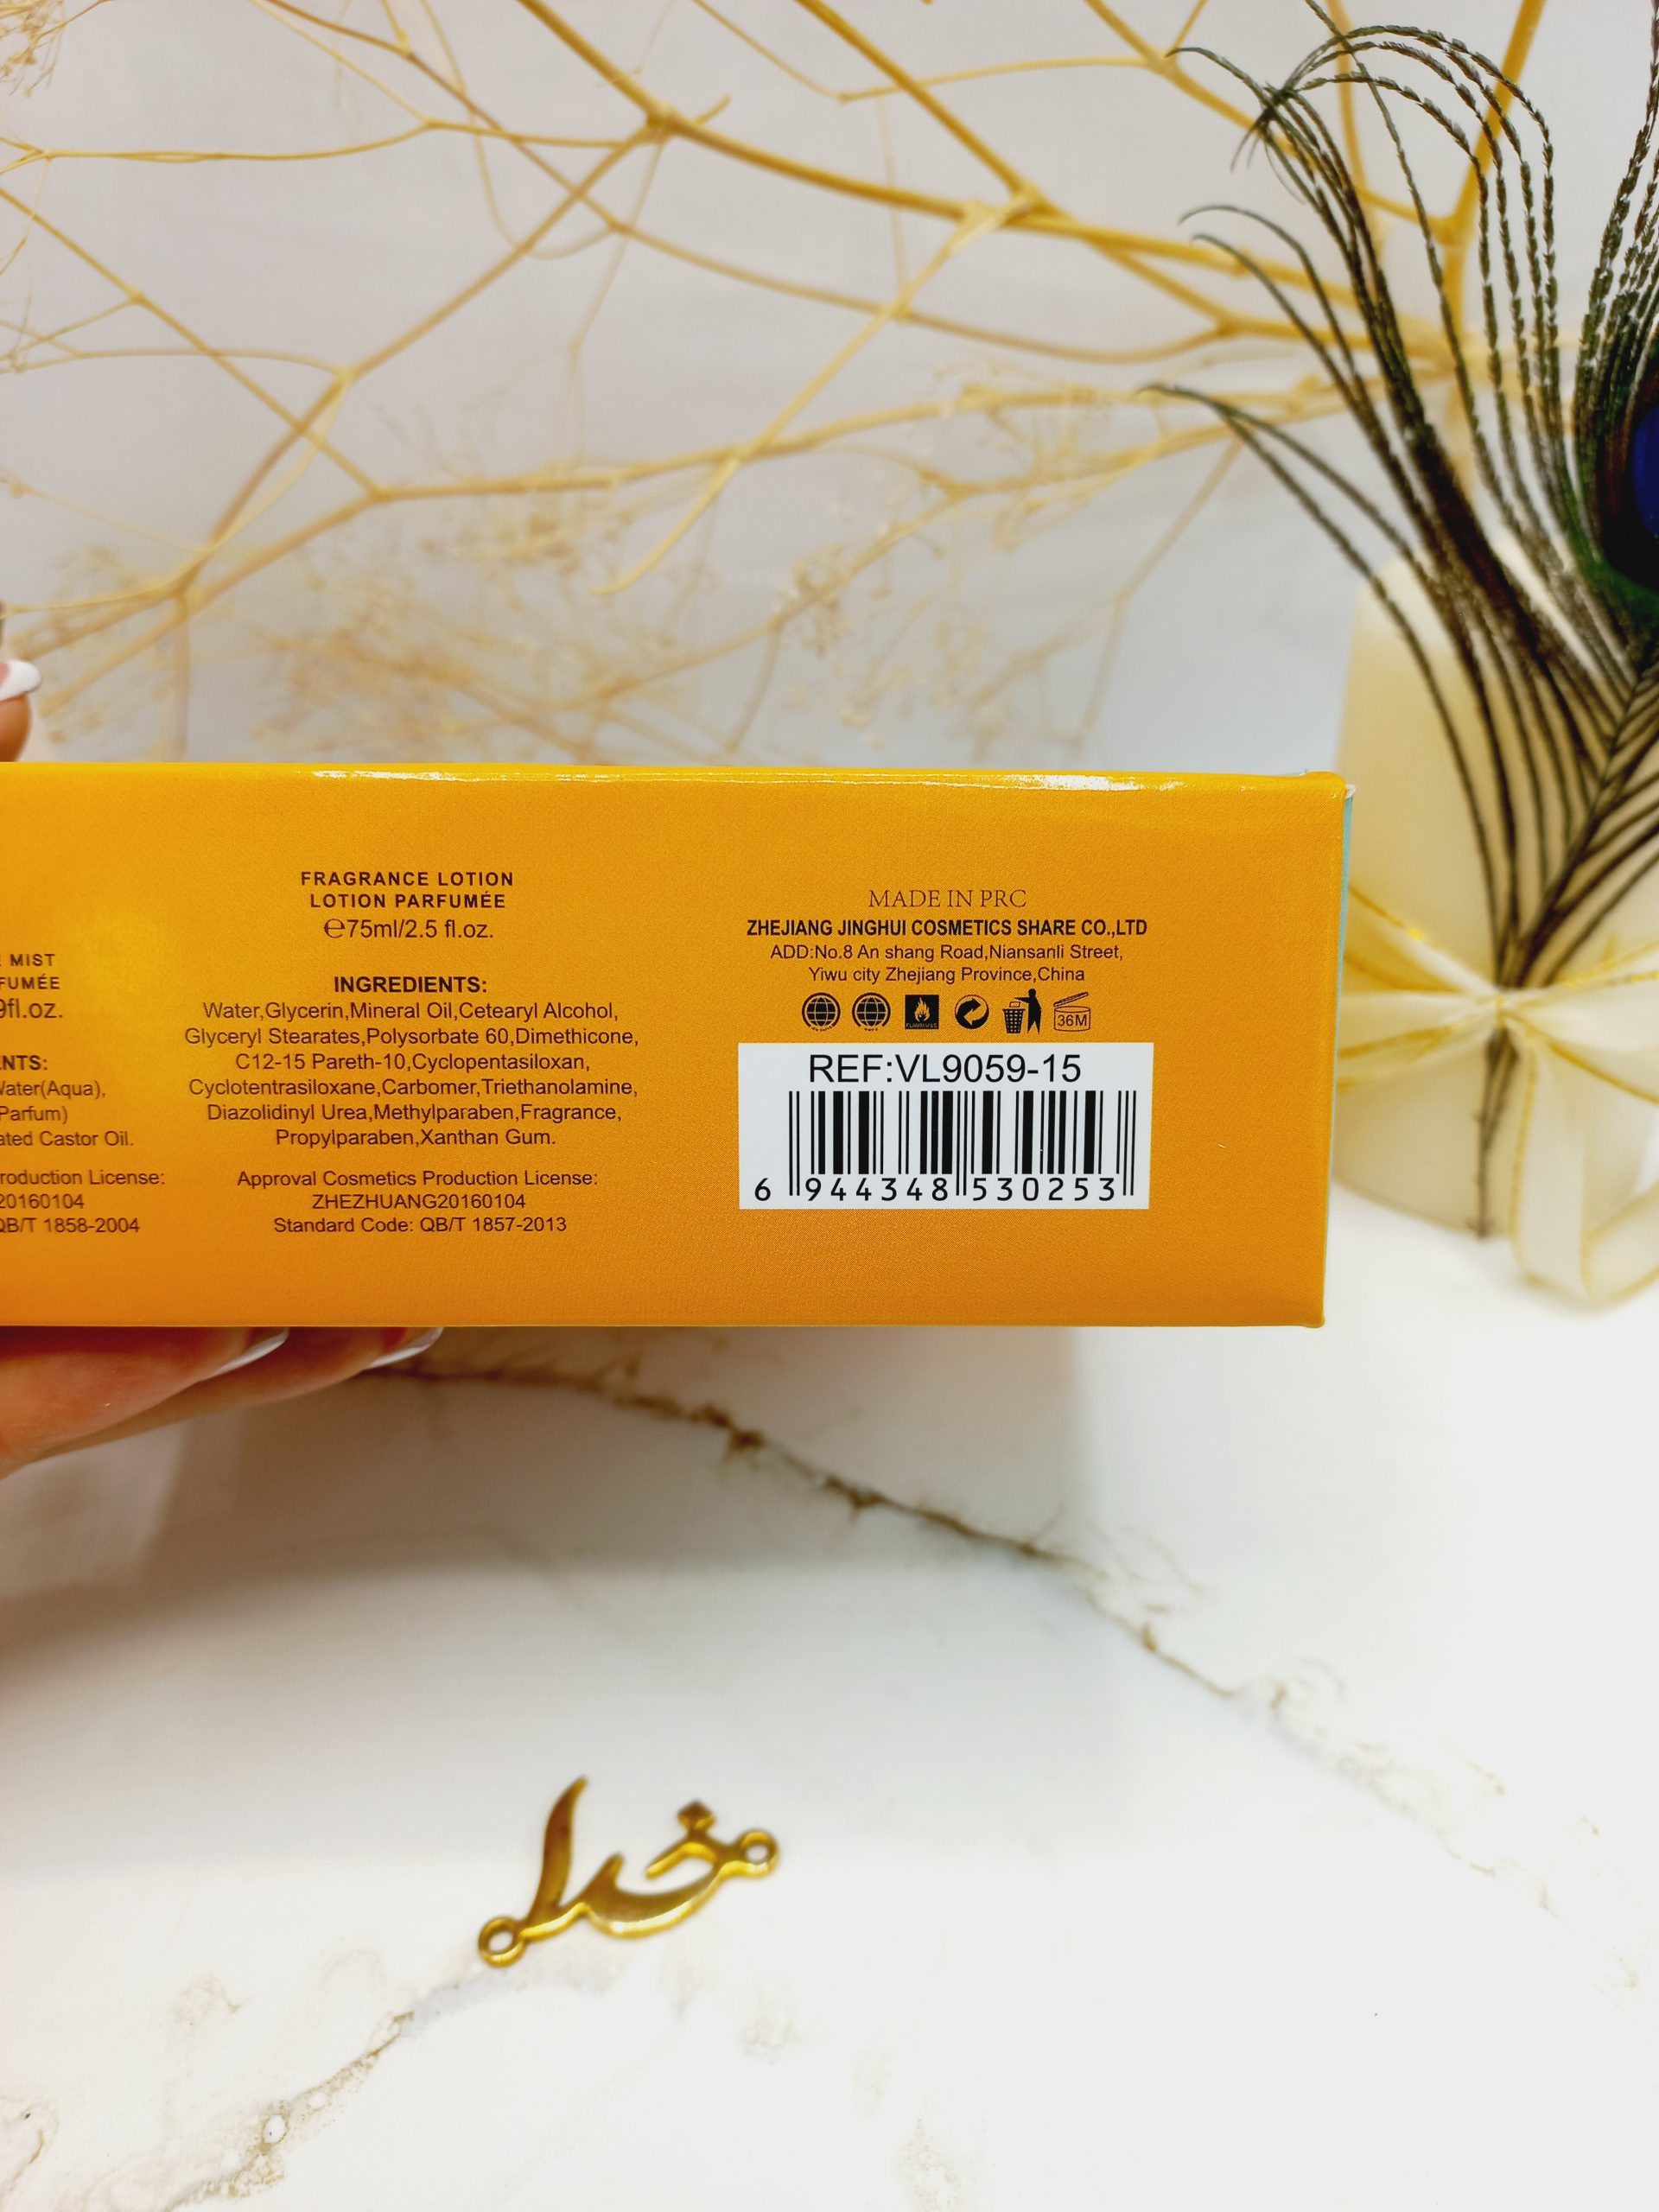 MIST
FUMÉE
9fl.oz.
NTS:
Water(Aqua),
Parfum)
ated Castor Oil.
roduction License:
20160104
QB/T 1858-2004
FRAGRANCE LOTION
LOTION PARFUMÉE
℮75ml/2.5 fl.oz.
INGREDIENTS:
Water,Glycerin,Mineral Oil,Cetearyl Alcohol,
Glyceryl Stearates,Polysorbate 60,Dimethicone,
C12-15 Pareth-10,Cyclopentasiloxan,
Cyclotentrasiloxane,Carbomer,Triethanolamine,
Diazolidinyl Urea,Methylparaben,Fragrance,
Propylparaben,Xanthan Gum.
Approval Cosmetics Production License:
ZHEZHUANG20160104
Standard Code: QB/T 1857-2013
MADE IN PRC
ZHEJIANG JINGHUI COSMETICS SHARE CO.,LTD
ADD:No.8 An shang Road,Niansanli Street,
Yiwu city Zhejiang Province,China
36M
REF:VL9059-15
6 944348 530253
خدا